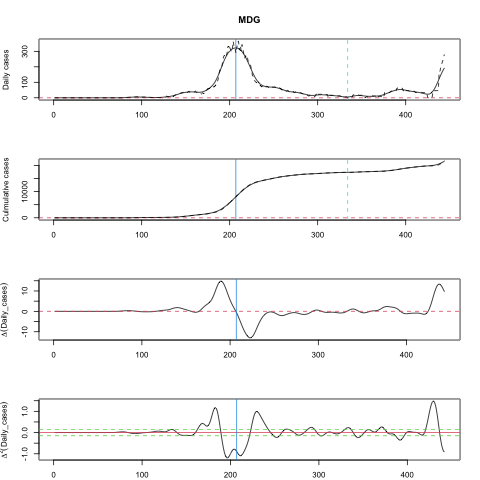 MDG
Daily cases
0 100 300
0 100 200 300 400
Culmulative cases
0 10000
0 100 200 300 400
Δ(Daily_cases)
-10 0 10
0 100 200 300 400
Δ²(Daily_cases)
-1.0 0.0 1.0
0 100 200 300 400